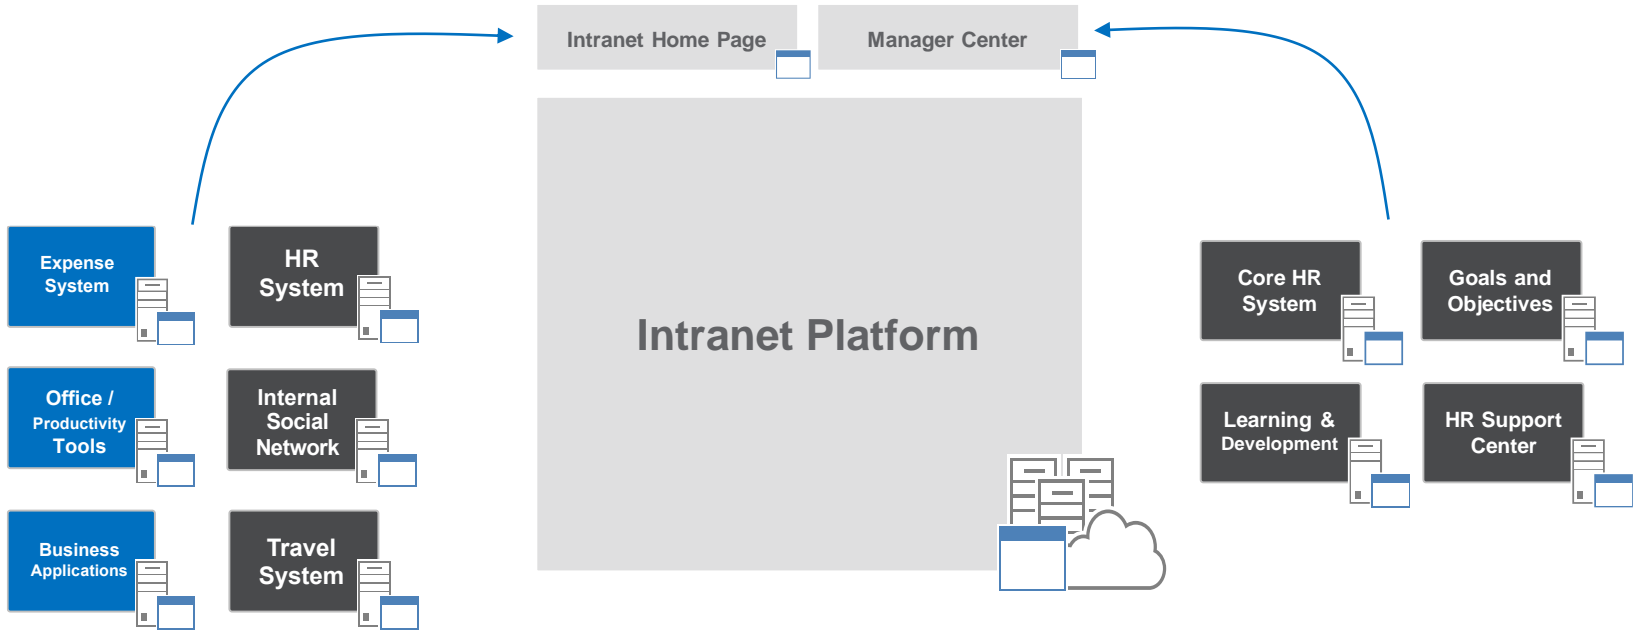 Intranet Home Page
Manager Center
Expense
System
HR
System
Office /
Productivity
Tools
Internal
Social
Network
Business
Applications
Travel
System
Intranet Platform
Core HR
System
Goals and
Objectives
Learning &
Development
HR Support
Center